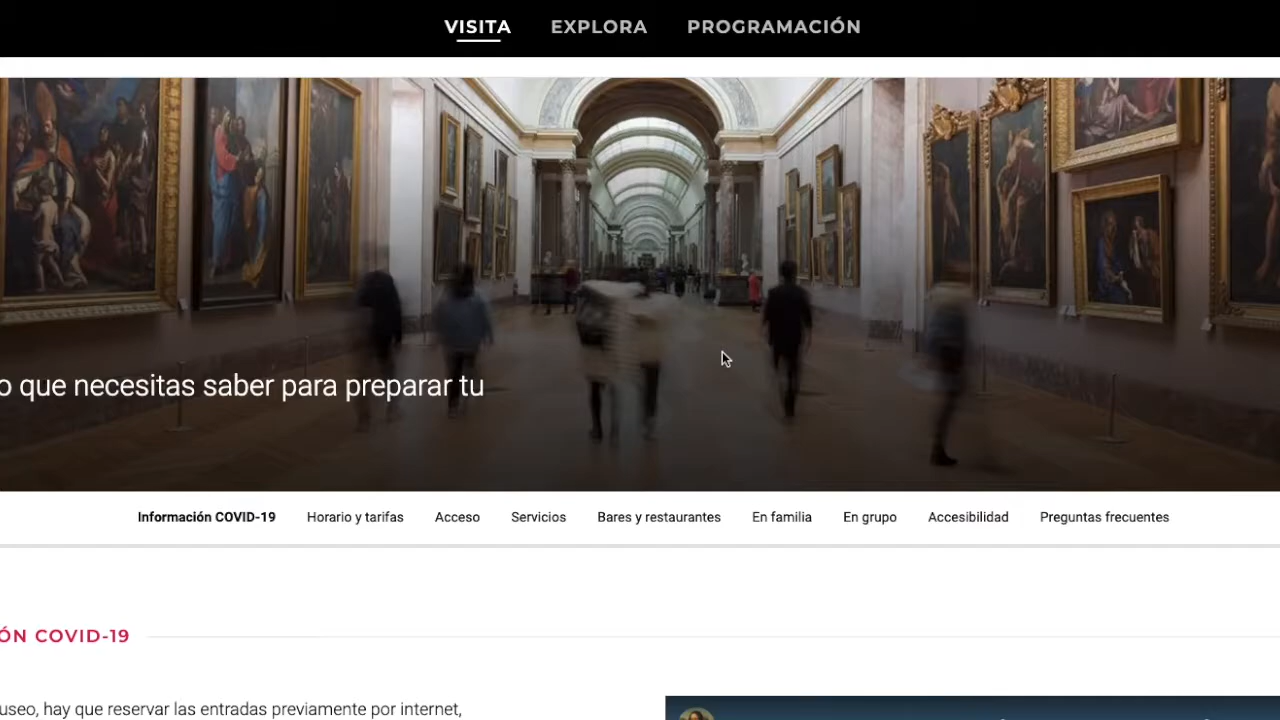 VISITA EXPLORA PROGRAMACIÓN
o que necesitas saber para preparar tu
Información COVID-19 Horario y tarifas Acceso Servicios Bares y restaurantes En familia En grupo Accesibilidad Preguntas frecuentes
ÓN COVID-19
useo, hay que reservar las entradas previamente por internet,